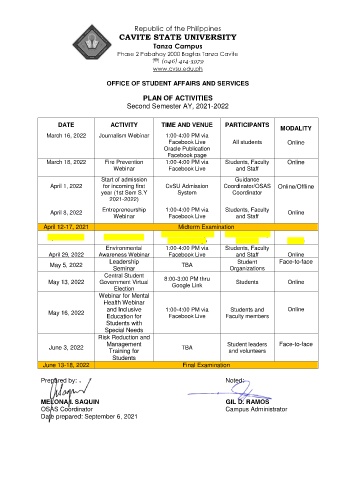 Republic of the Philippines
CAVITE STATE UNIVERSITY
Tanza Campus
Phase 2 Pabahay 2000 Bagtas Tanza Cavite
☎ (046) 414-3979
www.cvsu.edu.ph
OFFICE OF STUDENT AFFAIRS AND SERVICES
PLAN OF ACTIVITIES
Second Semester AY, 2021-2022
DATE ACTIVITY TIME AND VENUE PARTICIPANTS MODALITY
March 16, 2022 Journalism Webinar 1:00-4:00 PM via
Facebook Live
Oracle Publication
Facebook page
All students Online
March 18, 2022 Fire Prevention
Webinar
1:00-4:00 PM via
Facebook Live
Students, Faculty
and Staff
Online
April 1, 2022 Start of admission
for incoming first
year (1st Sem S.Y
2021-2022)
CvSU Admission
System
Guidance
Coordinator/OSAS
Coordinator
Online/Offline
April 8, 2022 Entrepreneurship
Webinar
1:00-4:00 PM via
Facebook Live
Students, Faculty
and Staff
Online
April 12-17, 2021 Midterm Examination
April 29, 2022 Environmental
Awareness Webinar
1:00-4:00 PM via
Facebook Live
Students, Faculty
and Staff
Online
May 5, 2022 Leadership
Seminar
TBA Student
Organizations
Face-to-face
May 13, 2022 Central Student
Government Virtual
Election
8:00-3:00 PM thru
Google Link
Students Online
May 16, 2022 Webinar for Mental
Health Webinar
and Inclusive
Education for
Students with
Special Needs
1:00-4:00 PM via
Facebook Live
Students and
Faculty members
Online
June 3, 2022 Risk Reduction and
Management
Training for
Students
TBA Student leaders
and volunteers
Face-to-face
June 13-18, 2022 Final Examination
Prepared by: Noted:
MELONA I. SAQUIN GIL D. RAMOS
OSAS Coordinator Campus Administrator
Date prepared: September 6, 2021